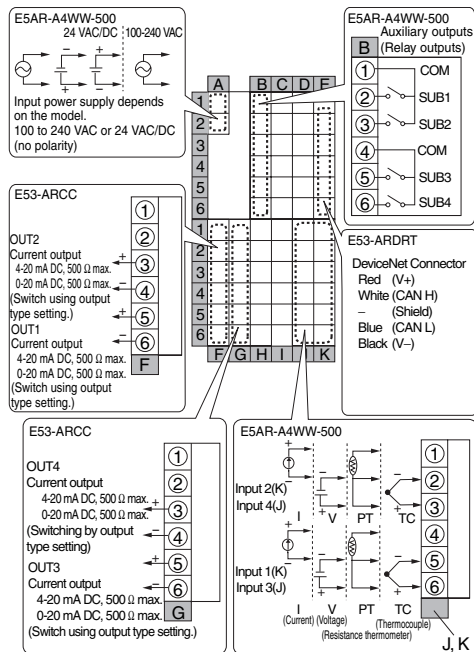 E5AR-A4WW-500
24 VAC/DC 100-240 VAC
− +
+ −
Input power supply depends
on the model.
100 to 240 VAC or 24 VAC/DC
(no polarity)
A B C D E
1
2
3
4
5
6
1
2
3
4
5
6
F G H I J K
E5AR-A4WW-500
Auxiliary outputs
(Relay outputs)
B
1 COM
2 SUB1
3 SUB2
4 COM
5 SUB3
6 SUB4
E53-ARCC
1
2
OUT2
Current output
4-20 mA DC, 500 Ω max. + 3
0-20 mA DC, 500 Ω max. − 4
(Switch using output
type setting.) + 5
OUT1
Current output − 6
4-20 mA DC, 500 Ω max. F
0-20 mA DC, 500 Ω max.
(Switch using output
type setting.)
E53-ARDRT
DeviceNet Connector
Red (V+)
White (CAN H)
– (Shield)
Blue (CAN L)
Black (V–)
E53-ARCC
1
OUT4
Current output 2
4-20 mA DC, 500 Ω max. + 3
0-20 mA DC, 500 Ω max.
(Switching by output − 4
type setting)
OUT3 + 5
Current output − 6
4-20 mA DC, 500 Ω max.
0-20 mA DC, 500 Ω max. G
(Switch using output type setting.)
E5AR-A4WW-500
+ 1
− − 2
Input 2(K)
Input 4(J) − + + 3
I V PT TC
+ 4
− − 5
Input 1(K)
Input 3(J) − + + 6
I V PT TC
(Current) (Voltage) (Thermocouple)
(Resistance thermometer)
J, K